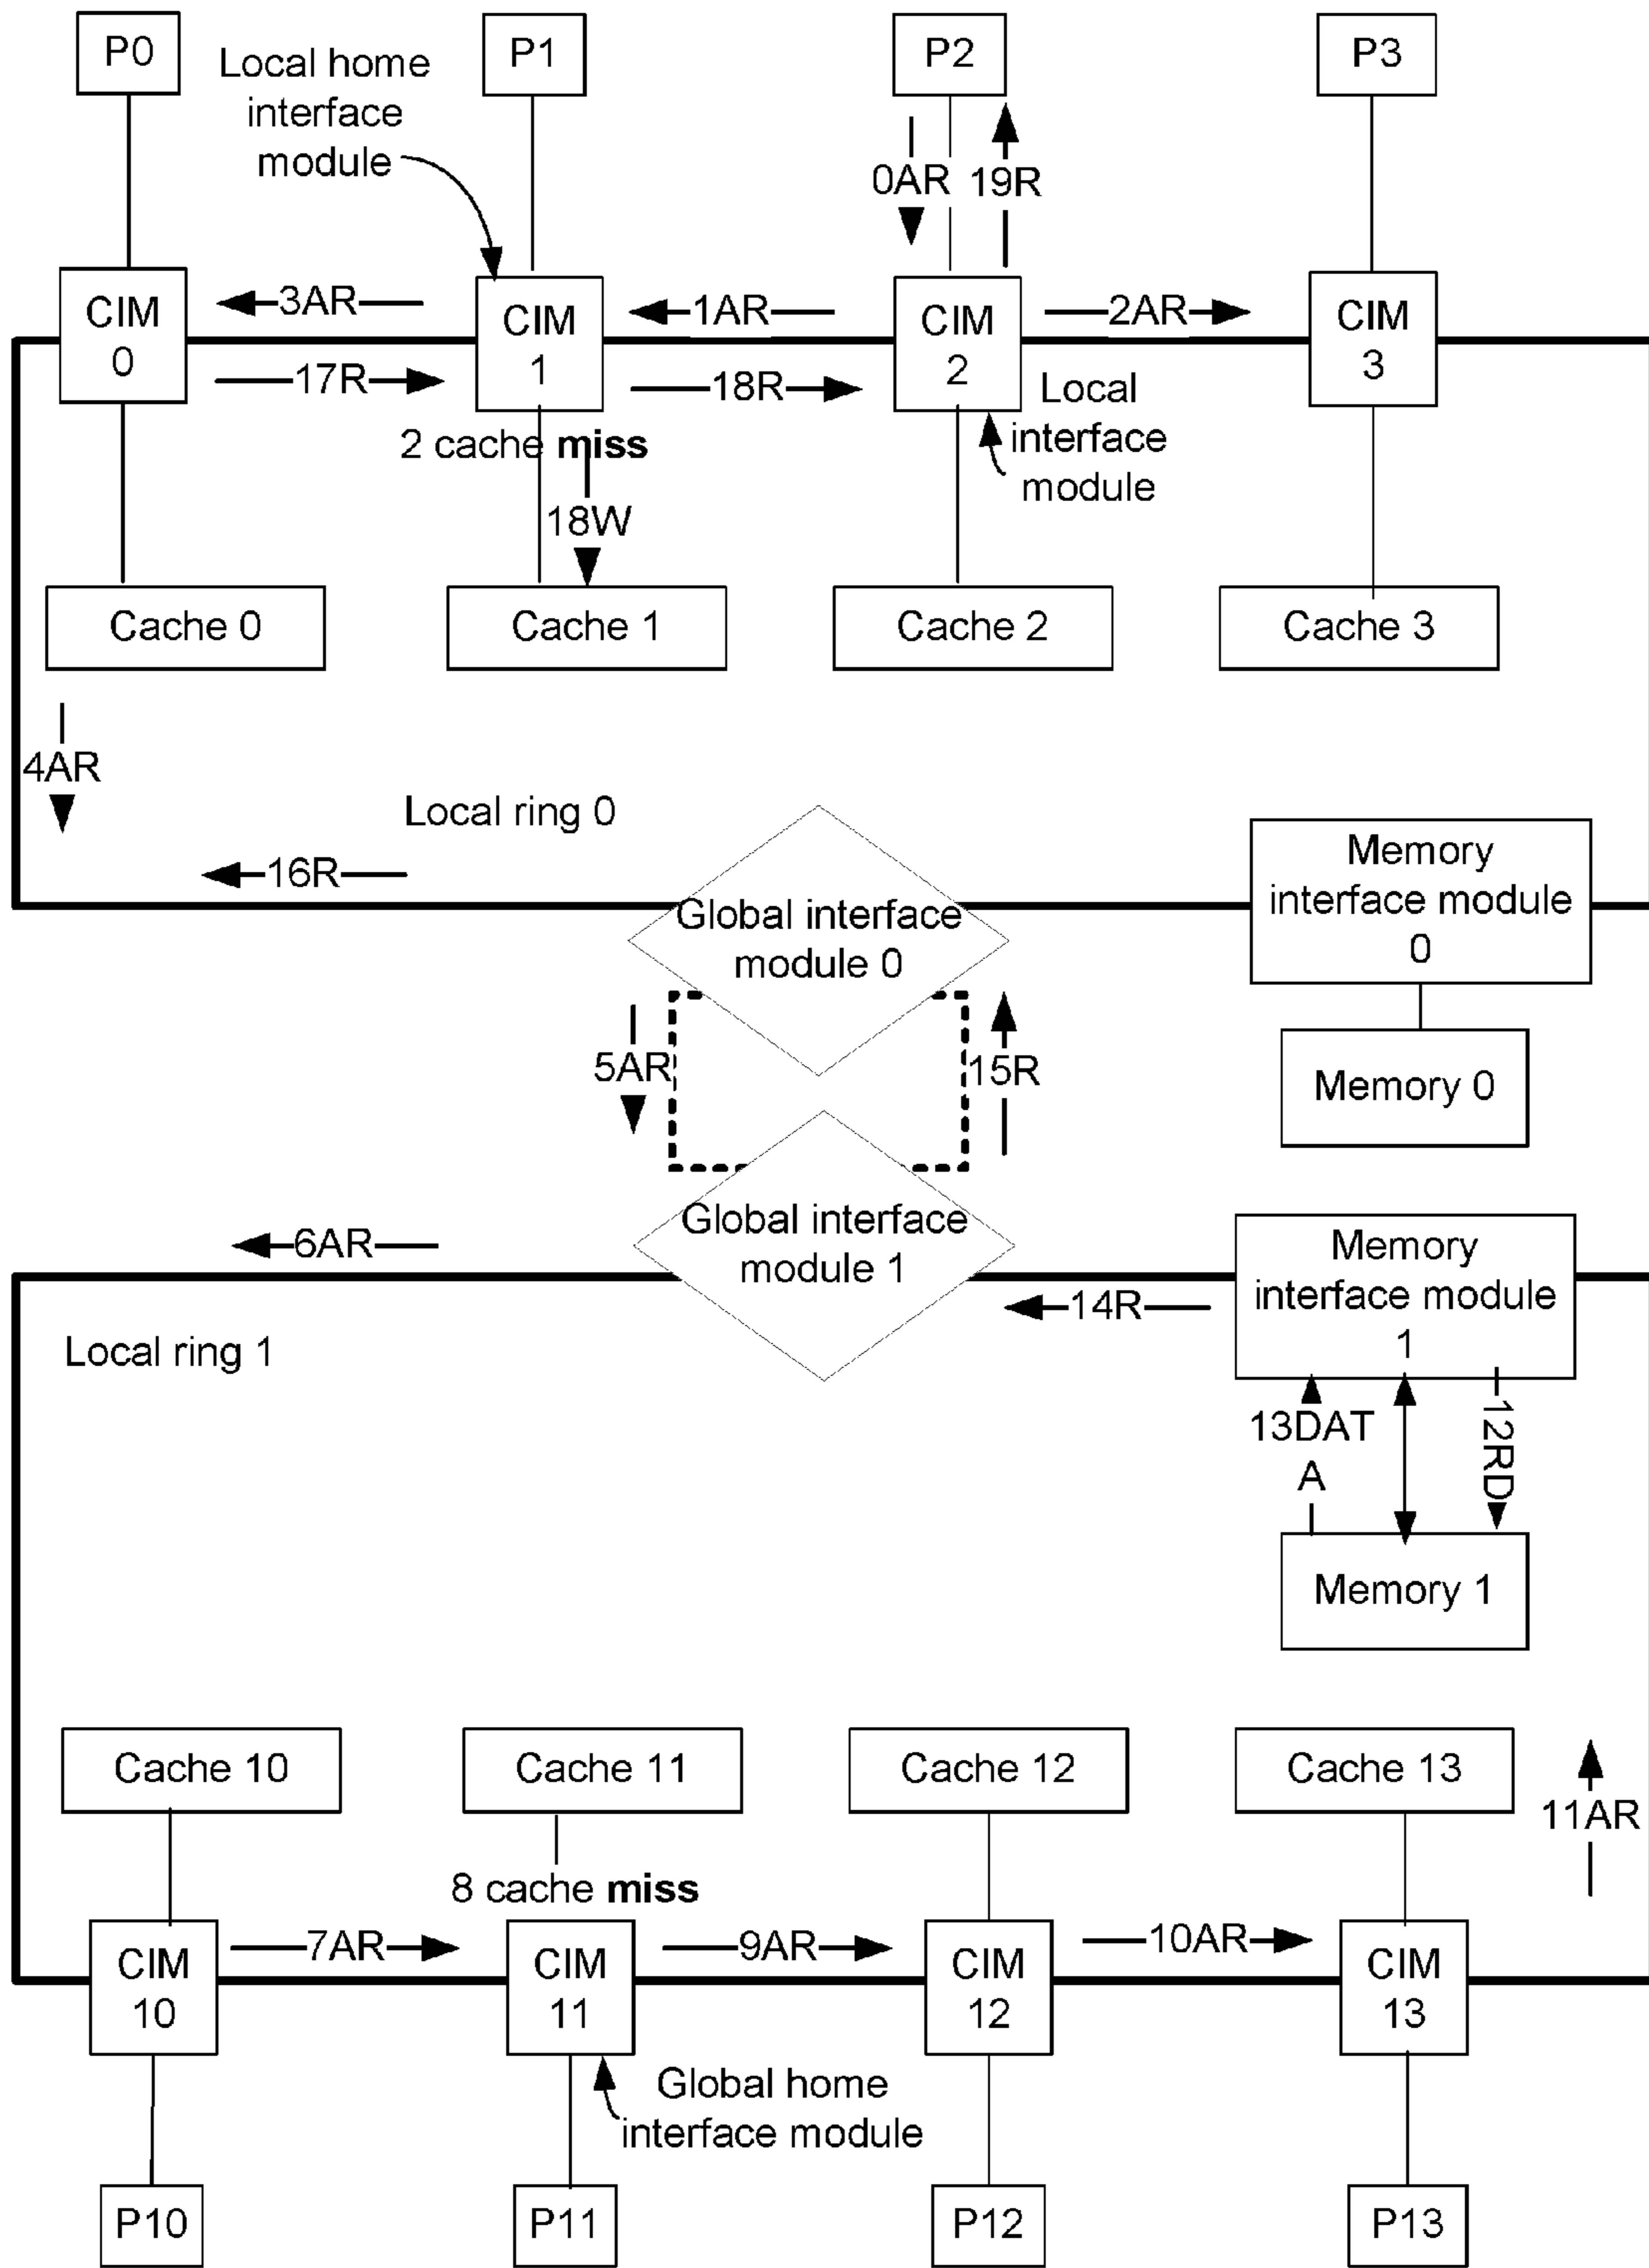 P0
P1
P2
P3
Local home
interface
module
0AR
19R
CIM
0
3AR
CIM
1
1AR
CIM
2
2AR
CIM
3
17R
18R
2 cache miss
Local
interface
module
18W
Cache 0
Cache 1
Cache 2
Cache 3
4AR
Local ring 0
16R
Global interface
module 0
Memory
interface module
0
5AR
15R
Memory 0
6AR
Global interface
module 1
Memory
interface module
1
14R
Local ring 1
13DAT
A
12RD
Memory 1
Cache 10
Cache 11
Cache 12
Cache 13
11AR
8 cache miss
CIM
10
7AR
CIM
11
9AR
CIM
12
10AR
CIM
13
Global home
interface module
P10
P11
P12
P13